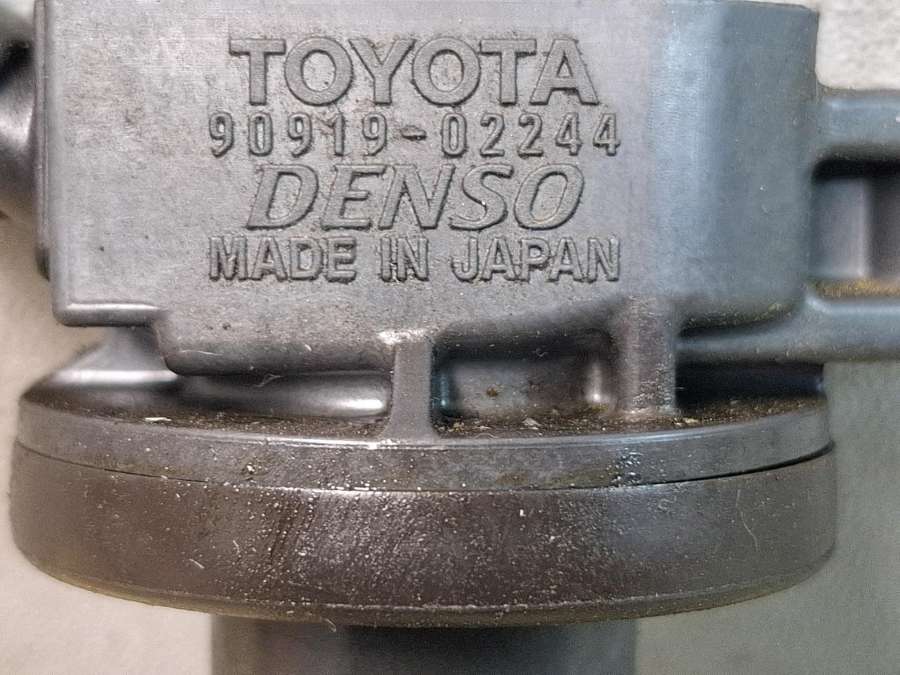 TOYOTA
90919-02244
DENSO
MADE IN JAPAN